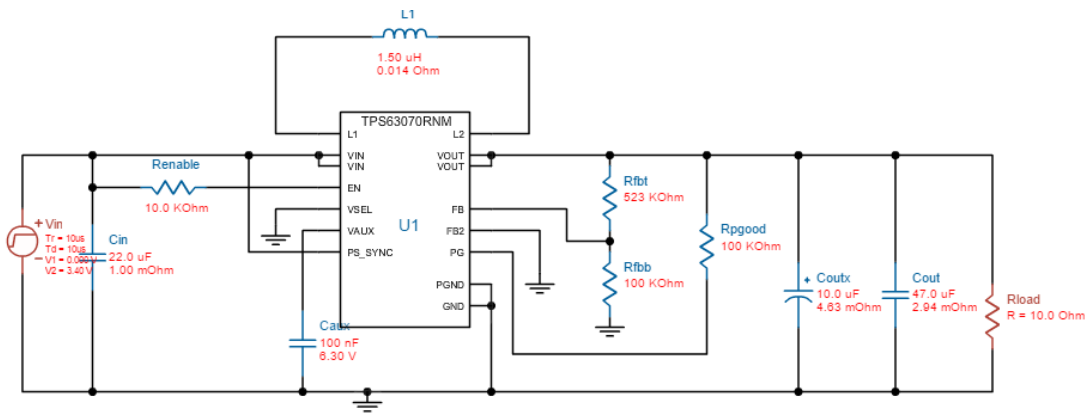 L1
1.50 uH
0.014 Ohm
TPS63070RNM
L1
L2
VIN
VIN
VOUT
VOUT
EN
VSEL
VAUX
PS_SYNC
FB
FB2
PG
PGND
GND
U1
Renable
10.0 KOhm
+
Vin
Tr = 10us
Td = 10us
V1 = 0.000 V
V2 = 3.40 V
Cin
22.0 uF
1.00 mOhm
Caux
100 nF
6.30 V
Rfbt
523 KOhm
Rfbb
100 KOhm
Rpgood
100 KOhm
+
Coutx
10.0 uF
4.63 mOhm
Cout
47.0 uF
2.94 mOhm
Rload
R = 10.0 Ohm